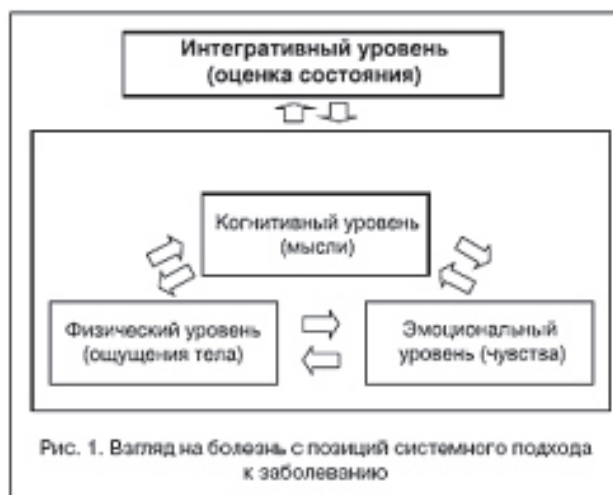 Интегративный уровень
(оценка состояния)
Когнитивный уровень
(мысли)
Физический уровень
(ощущения тела)
Эмоциональный
уровень (чувства)
Рис. 1. Взгляд на болезнь с позиций системного подхода
к заболеванию